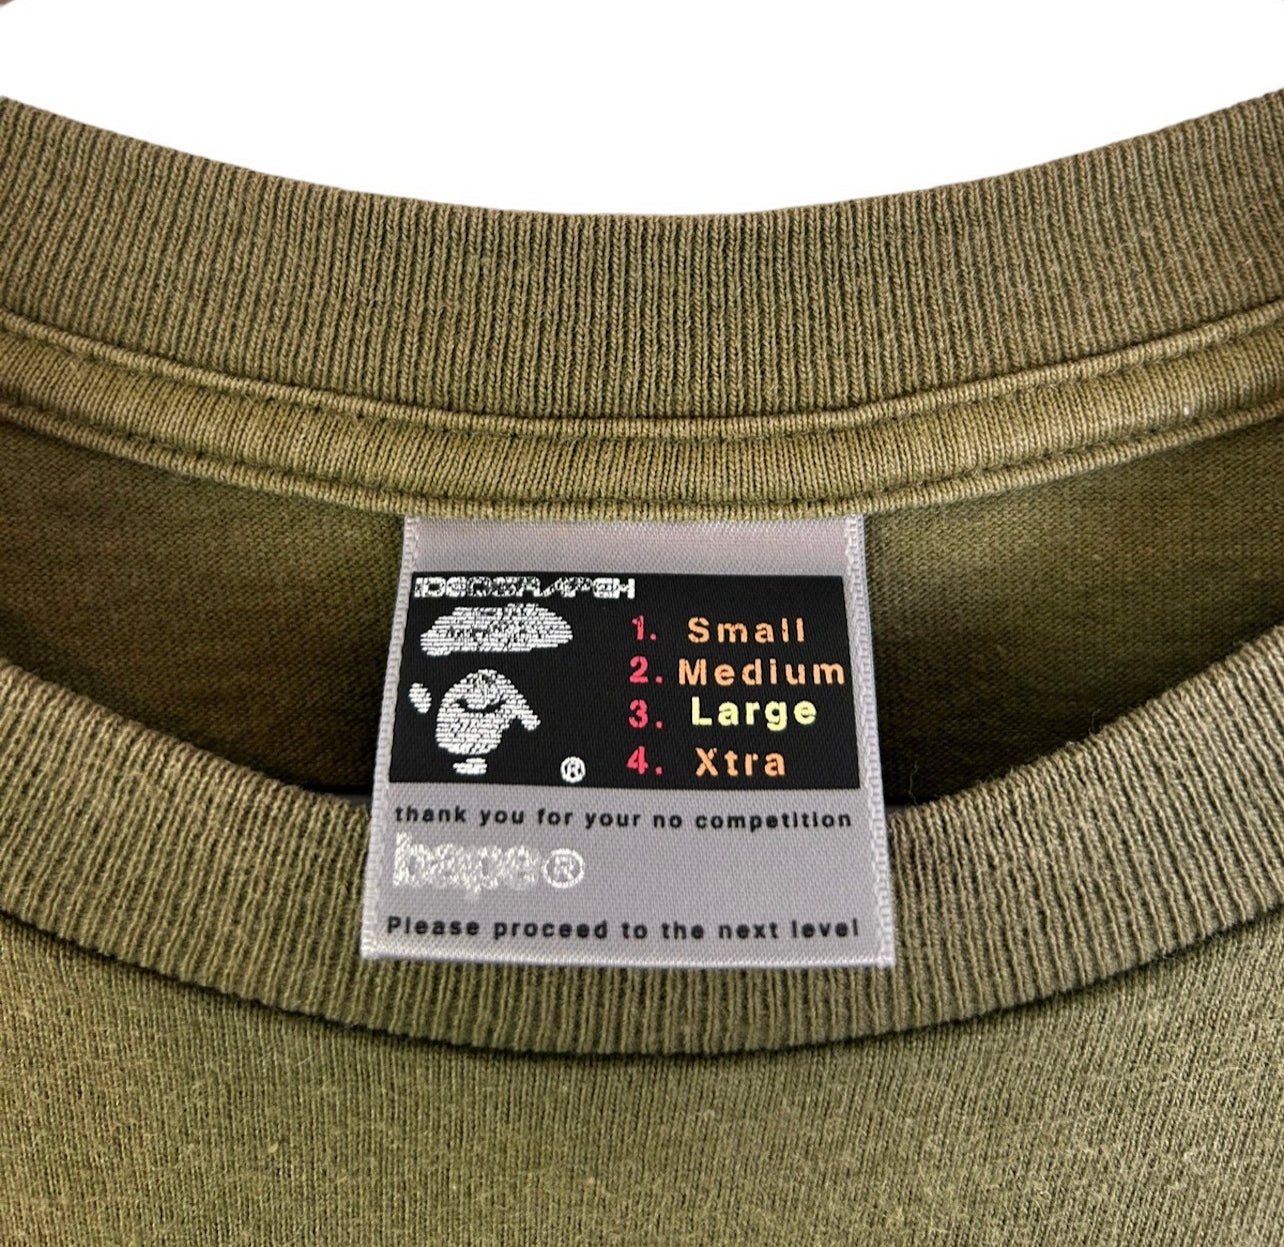 IDEOGRAPEH
1. Small
2. Medium
3. Large
4. Xtra
®
thank you for your no competition
bape®
Please proceed to the next level